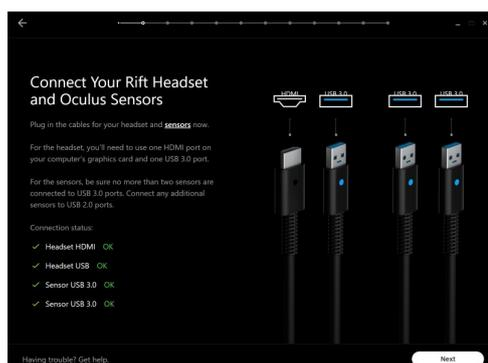 HDMI USB 3.0 USB 3.0 USB 3.0
Connect Your Rift Headset
and Oculus Sensors
Plug in the cables for your headset and sensors now.
For the headset, you'll need to use one HDMI port on
your computer's graphics card and one USB 3.0 port.
For the sensors, be sure no more than two sensors are
connected to USB 3.0 ports. Connect any additional
sensors to USB 2.0 ports.
Connection status:
Headset HDMI OK
Headset USB OK
Sensor USB 3.0 OK
Sensor USB 3.0 OK
Having trouble? Get help.
Next